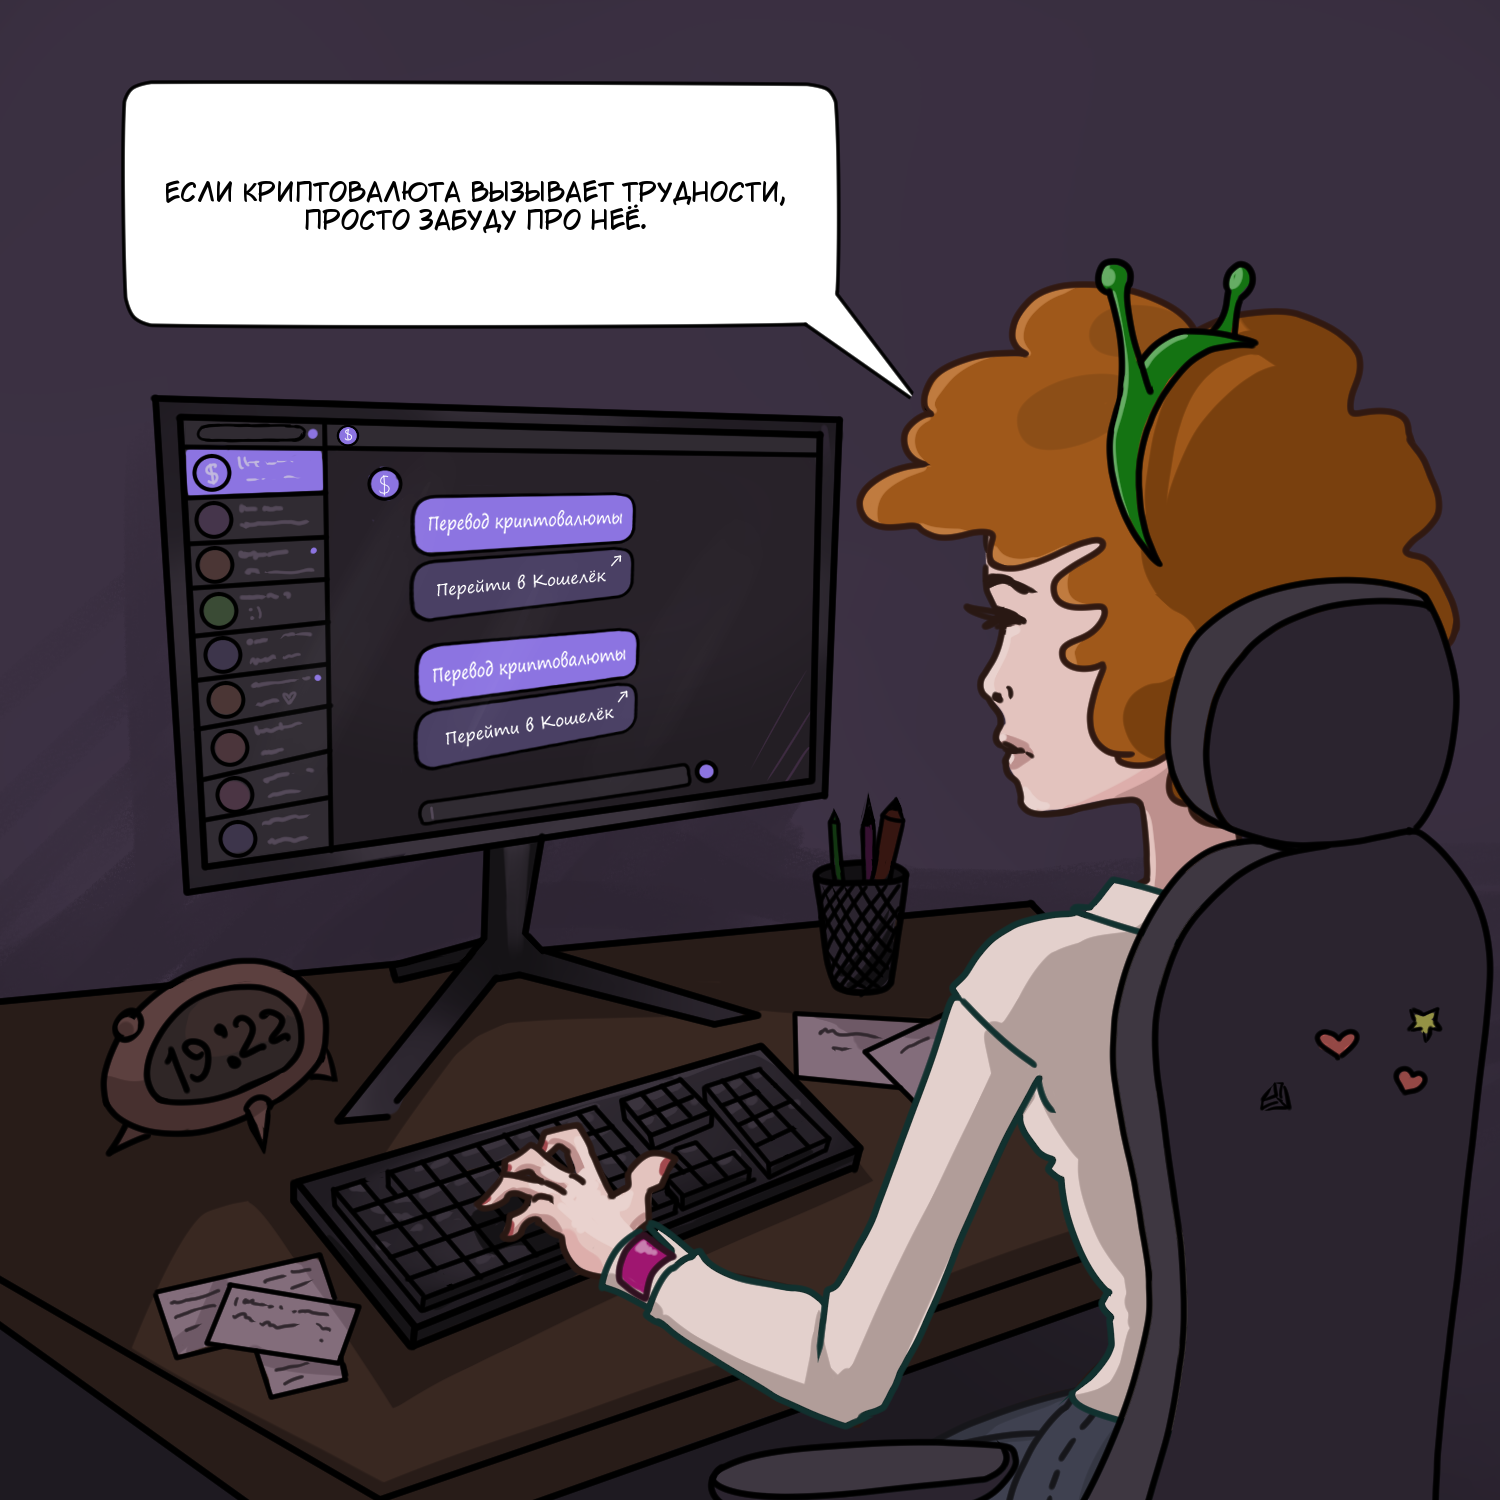 ЕСЛИ КРИПТОВАЛЮТА ВЫЗЫВАЕТ ТРУДНОСТИ,
ПРОСТО ЗАБУДУ ПРО НЕЁ.
$
$
$
Перевод криптовалюты
Перейти в Кошелёк
:)
Перевод криптовалюты
Перейти в Кошелёк
19:22